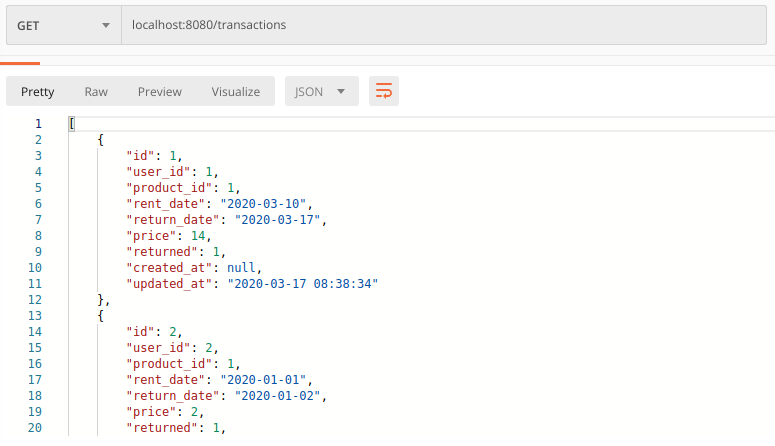 GET localhost:8080/transactions
Pretty Raw Preview Visualize JSON
1 [
2 {
3 "id": 1,
4 "user_id": 1,
5 "product_id": 1,
6 "rent_date": "2020-03-10",
7 "return_date": "2020-03-17",
8 "price": 14,
9 "returned": 1,
10 "created_at": null,
11 "updated_at": "2020-03-17 08:38:34"
12 },
13 {
14 "id": 2,
15 "user_id": 2,
16 "product_id": 1,
17 "rent_date": "2020-01-01",
18 "return_date": "2020-01-02",
19 "price": 2,
20 "returned": 1,